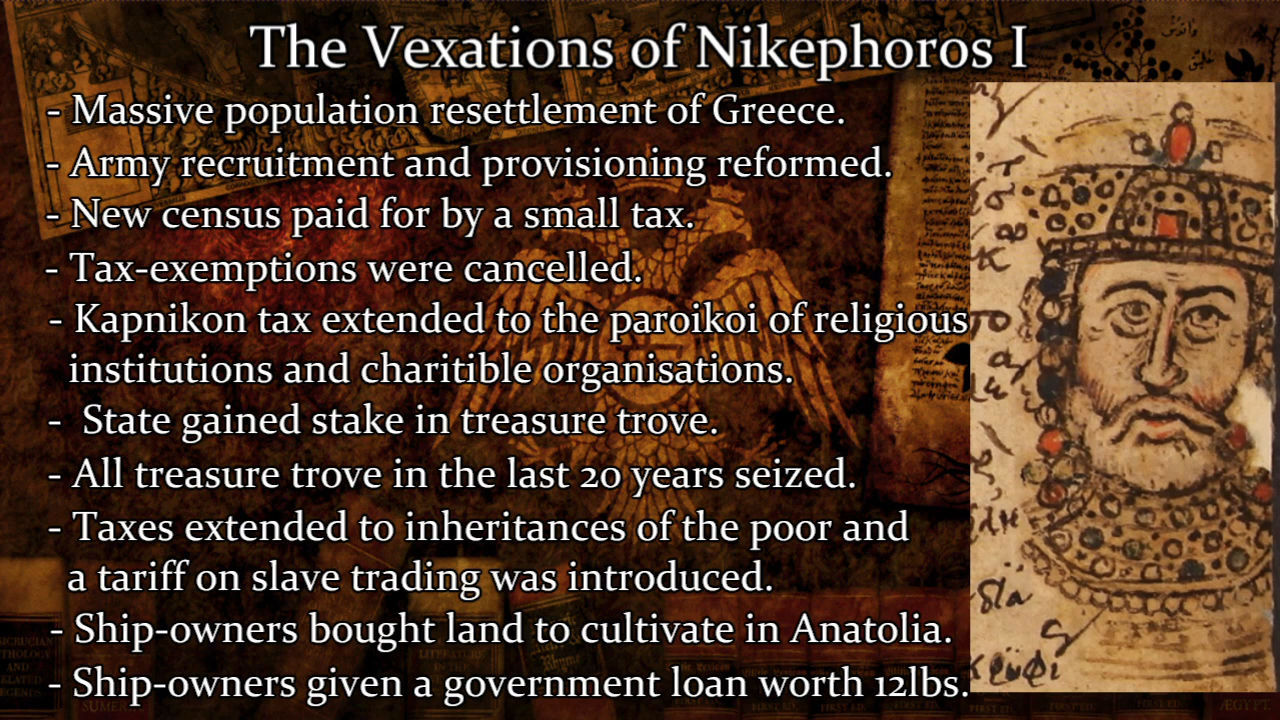 The Vexations of Nikephoros I
- Massive population resettlement of Greece.
- Army recruitment and provisioning reformed.
- New census paid for by a small tax.
- Tax-exemptions were cancelled.
- Kapnikon tax extended to the paroikoi of religious
institutions and charitible organisations.
- State gained stake in treasure trove.
- All treasure trove in the last 20 years seized.
- Taxes extended to inheritances of the poor and
a tariff on slave trading was introduced.
- Ship-owners bought land to cultivate in Anatolia.
- Ship-owners given a government loan worth 12lbs.